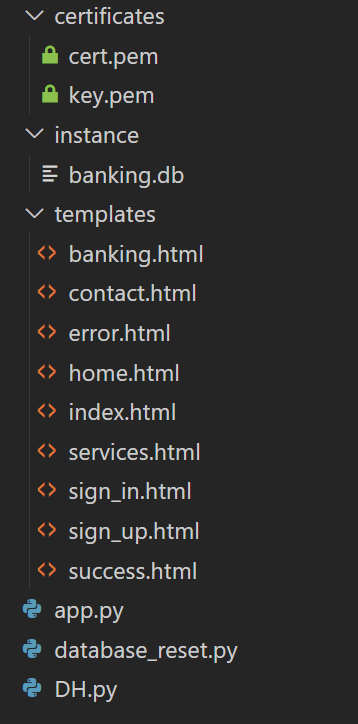 certificates
cert.pem
key.pem
instance
banking.db
templates
banking.html
contact.html
error.html
home.html
index.html
services.html
sign_in.html
sign_up.html
success.html
app.py
database_reset.py
DH.py